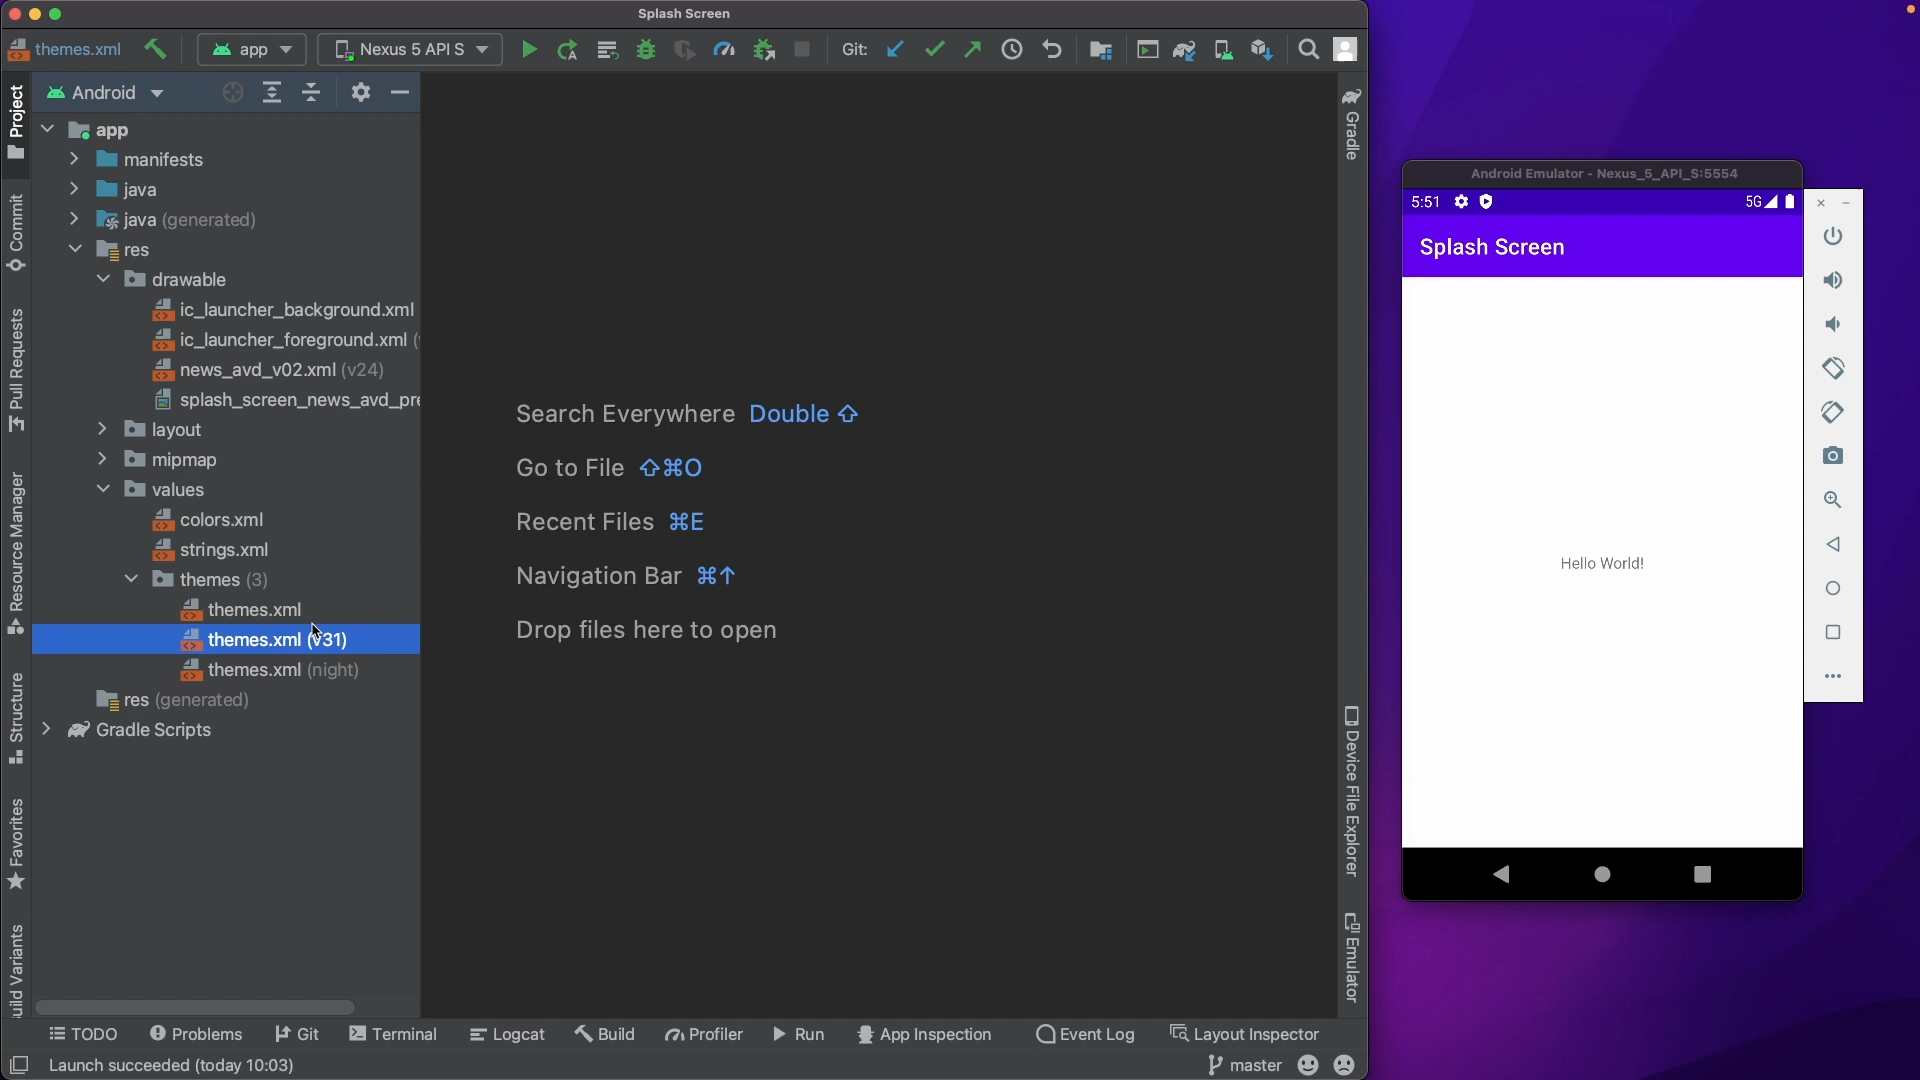 Splash Screen
themes.xml
app
Nexus 5 API S
Git:
Project
Commit
Pull Requests
Resource Manager
Structure
Favorites
Android
app
manifests
java
java (generated)
res
drawable
ic_launcher_background.xml
ic_launcher_foreground.xml
news_avd_v02.xml (v24)
splash_screen_news_avd_pre
layout
mipmap
values
colors.xml
strings.xml
themes (3)
themes.xml
themes.xml (v31)
themes.xml (night)
res (generated)
Gradle Scripts
Search Everywhere Double ⇧
Go to File ⇧⌘O
Recent Files ⌘E
Navigation Bar ⌘↑
Drop files here to open
Gradle
Device File Explorer
Emulator
TODO
Problems
Git
Terminal
Logcat
Build
Profiler
Run
App Inspection
Event Log
Layout Inspector
Launch succeeded (today 10:03)
master
Android Emulator - Nexus_5_API_S:5554
5:51
5G
Splash Screen
Hello World!